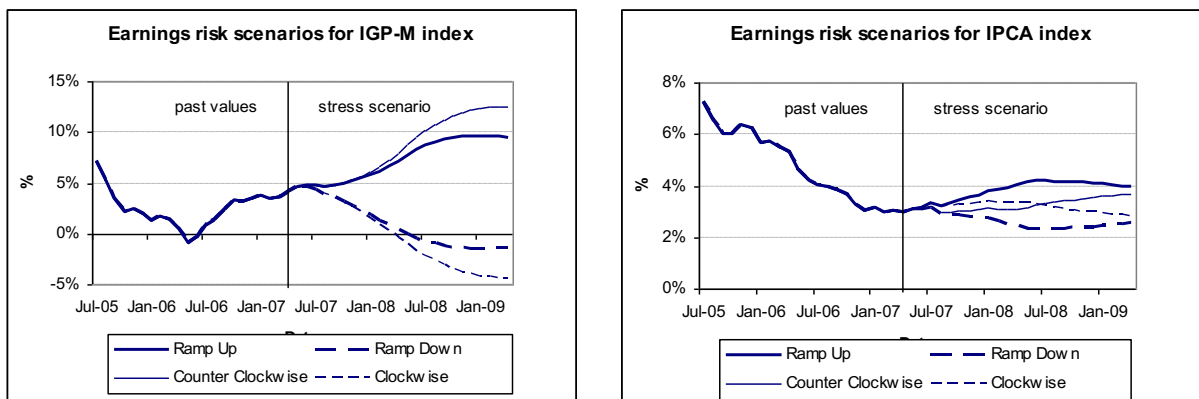 Earnings risk scenarios for IGP-M index
15%
10%
5%
0%
-5%
%
past values
stress scenario
Jul-05 Jan-06 Jul-06 Jan-07 Jul-07 Jan-08 Jul-08 Jan-09
Ramp Up
Ramp Down
Counter Clockwise
Clockwise
Earnings risk scenarios for IPCA index
8%
6%
4%
2%
0%
%
past values
stress scenario
Jul-05 Jan-06 Jul-06 Jan-07 Jul-07 Jan-08 Jul-08 Jan-09
Ramp Up
Ramp Down
Counter Clockwise
Clockwise